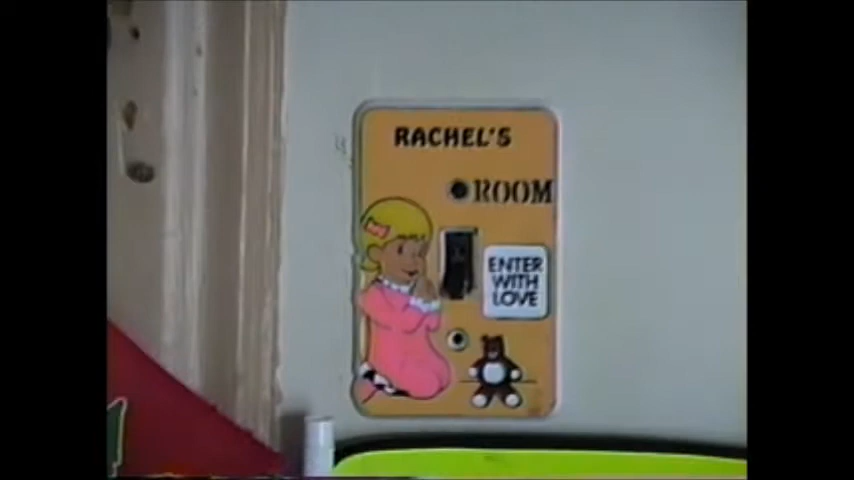 RACHEL'S
ROOM
ENTER
WITH
LOVE